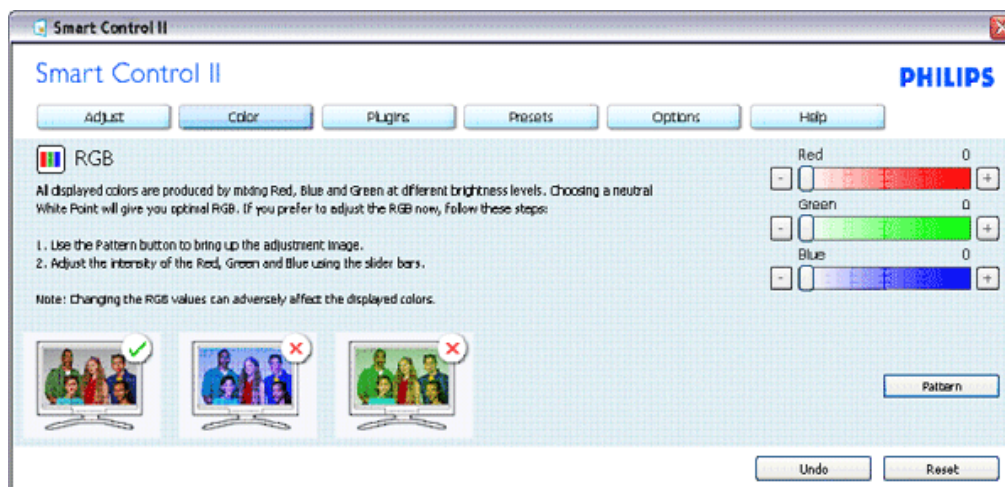 Smart Control II
Smart Control II
PHILIPS
Adjust Color Plugins Presets Options Help
RGB
All displayed colors are produced by mixing Red, Blue and Green at different brightness levels. Choosing a neutral
White Point will give you optimal RGB. If you prefer to adjust the RGB now, follow these steps:
1. Use the Pattern button to bring up the adjustment image.
2. Adjust the intensity of the Red, Green and Blue using the slider bars.
Note: Changing the RGB values can adversely affect the displayed colors.
Red 0
- +
Green 0
- +
Blue 0
- +
Pattern
Undo Reset